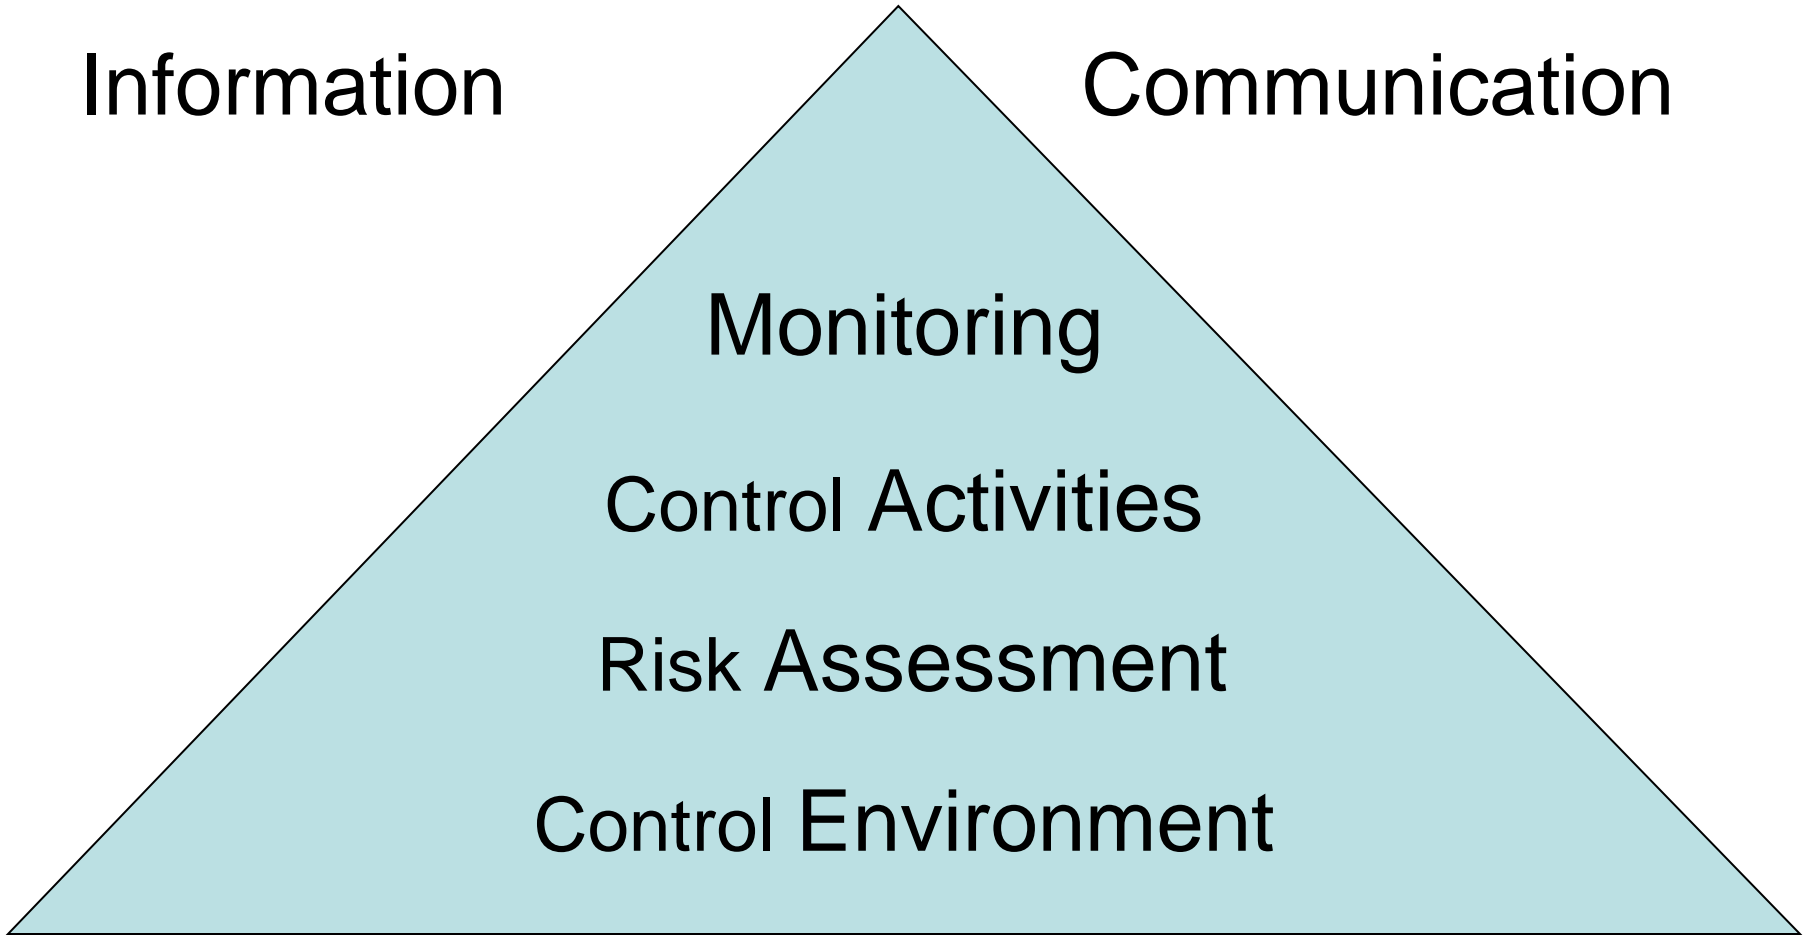 Information
Communication
Monitoring
Control Activities
Risk Assessment
Control Environment